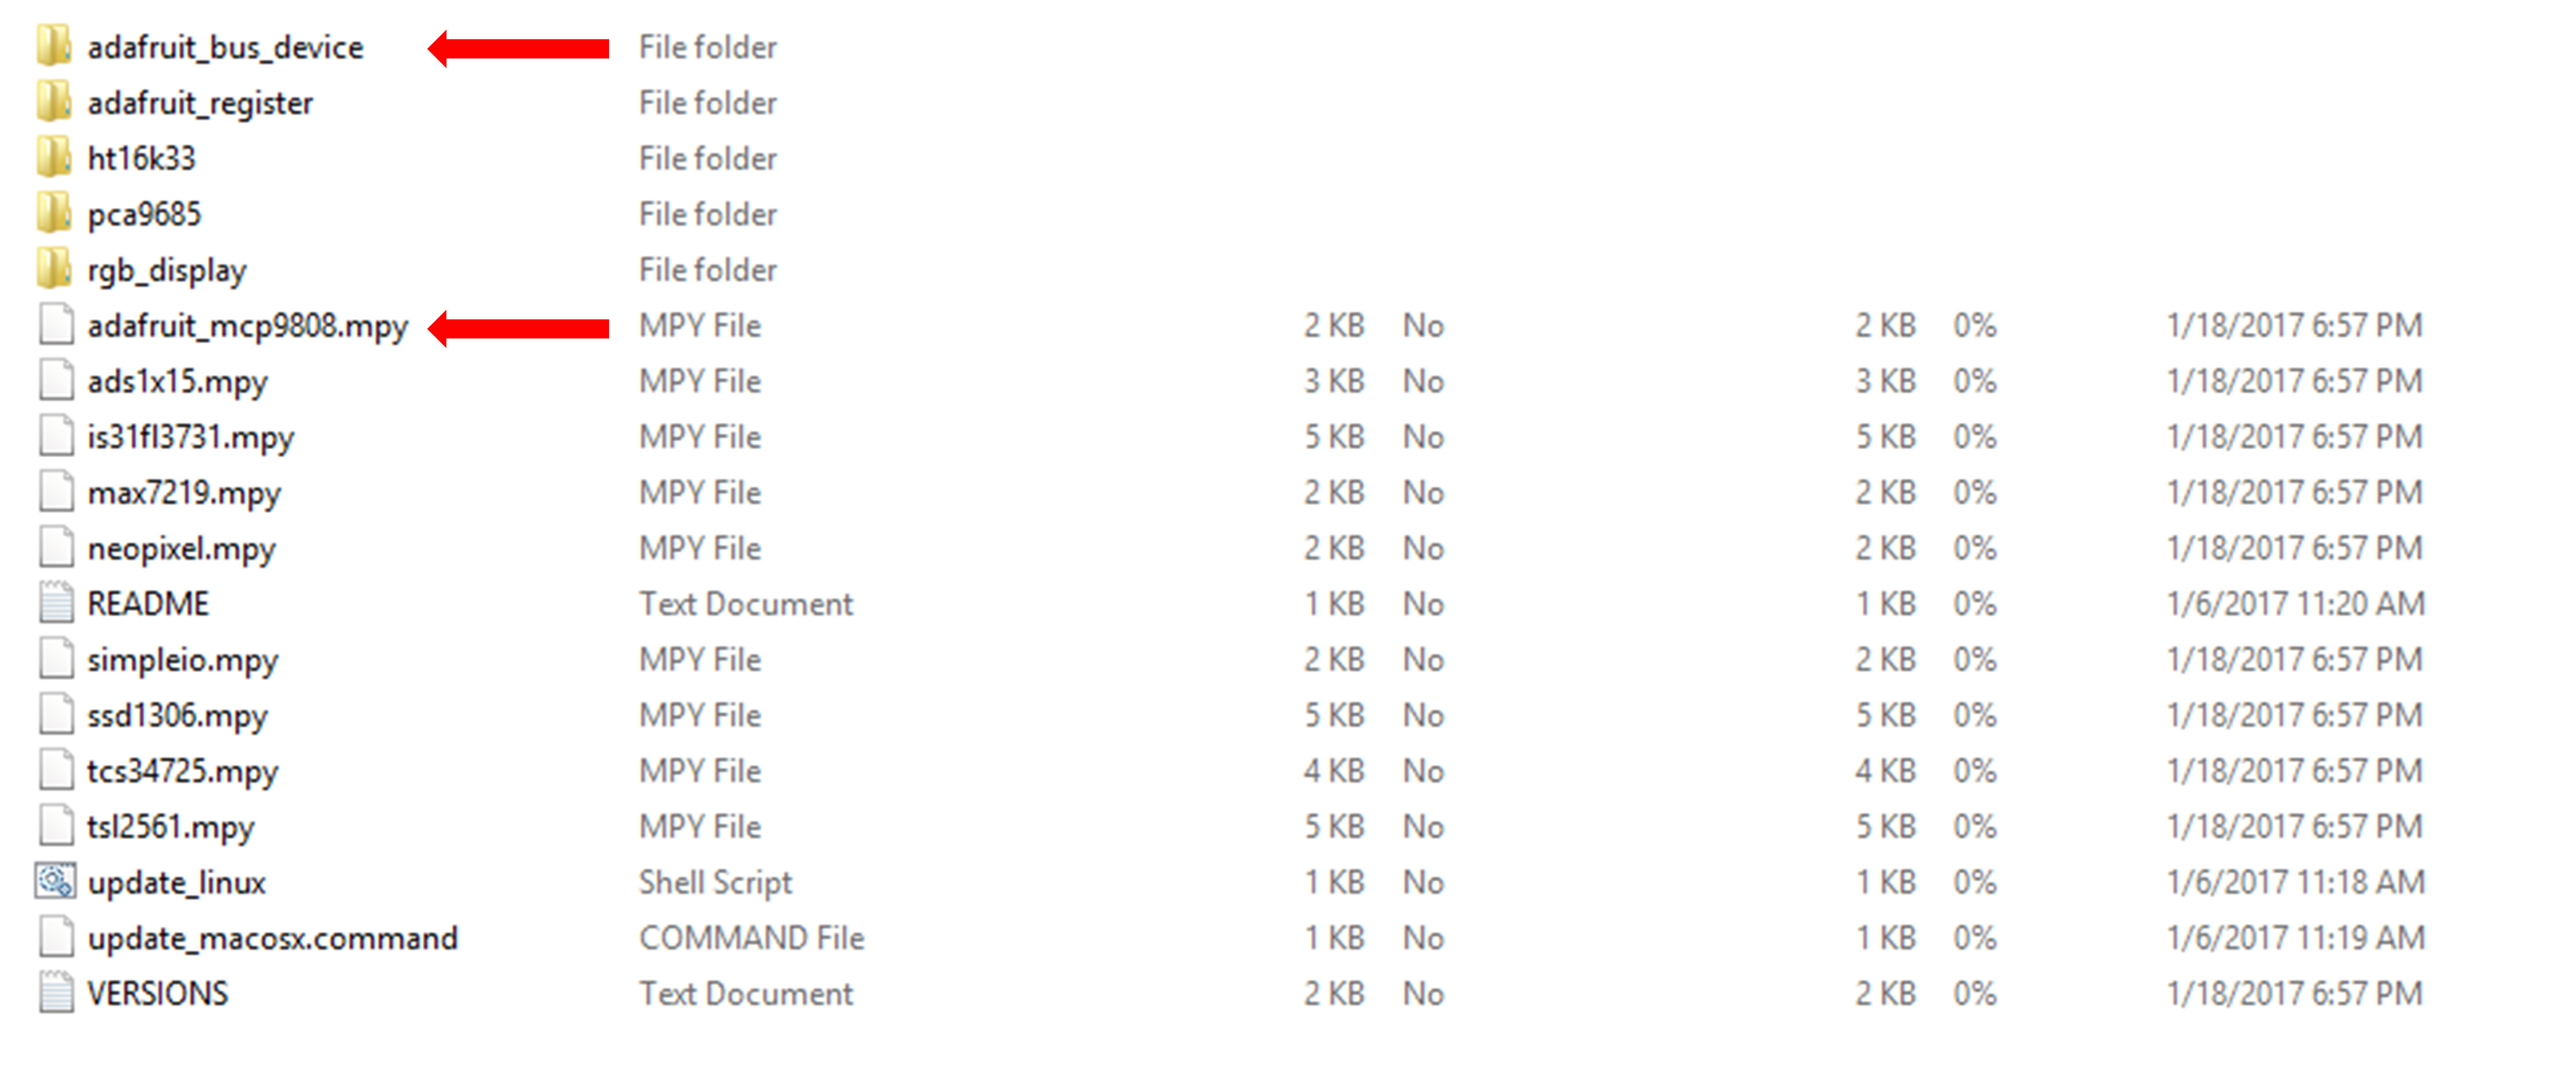 adafruit_bus_device File folder
adafruit_register File folder
ht16k33 File folder
pca9685 File folder
rgb_display File folder
adafruit_mcp9808.mpy MPY File 2 KB No 2 KB 0% 1/18/2017 6:57 PM
ads1x15.mpy MPY File 3 KB No 3 KB 0% 1/18/2017 6:57 PM
is31fl3731.mpy MPY File 5 KB No 5 KB 0% 1/18/2017 6:57 PM
max7219.mpy MPY File 2 KB No 2 KB 0% 1/18/2017 6:57 PM
neopixel.mpy MPY File 2 KB No 2 KB 0% 1/18/2017 6:57 PM
README Text Document 1 KB No 1 KB 0% 1/6/2017 11:20 AM
simpleio.mpy MPY File 2 KB No 2 KB 0% 1/18/2017 6:57 PM
ssd1306.mpy MPY File 5 KB No 5 KB 0% 1/18/2017 6:57 PM
tcs34725.mpy MPY File 4 KB No 4 KB 0% 1/18/2017 6:57 PM
tsl2561.mpy MPY File 5 KB No 5 KB 0% 1/18/2017 6:57 PM
update_linux Shell Script 1 KB No 1 KB 0% 1/6/2017 11:18 AM
update_macosx.command COMMAND File 1 KB No 1 KB 0% 1/6/2017 11:19 AM
VERSIONS Text Document 2 KB No 2 KB 0% 1/18/2017 6:57 PM